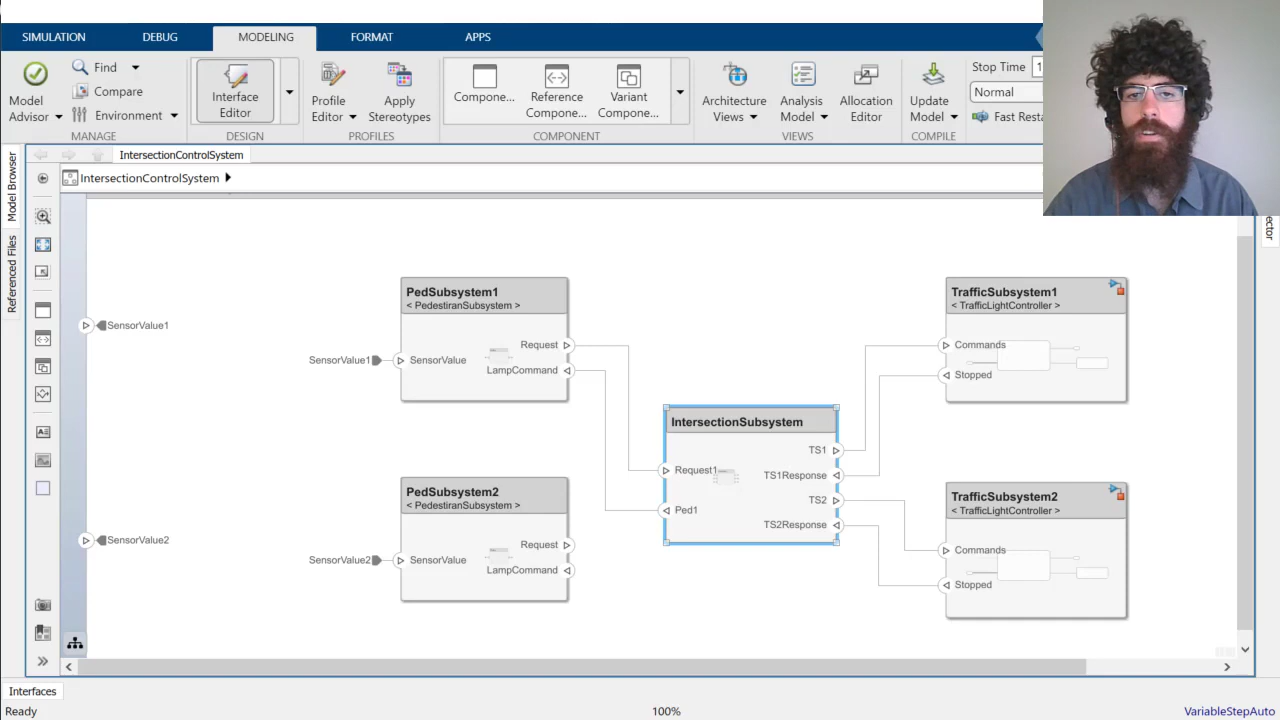 SIMULATION
DEBUG
MODELING
FORMAT
APPS
Model
Advisor
Find
Compare
Environment
MANAGE
Interface
Editor
DESIGN
Profile
Editor
Apply
Stereotypes
PROFILES
Compone...
Reference
Compone...
Variant
Compone...
COMPONENT
Architecture
Views
Analysis
Model
Allocation
Editor
VIEWS
Update
Model
COMPILE
Stop Time 1
Normal
Fast Resta
IntersectionControlSystem
IntersectionControlSystem
Model Browser
Referenced Files
SensorValue1
SensorValue2
PedSubsystem1
< PedestiranSubsystem >
Request
SensorValue1
SensorValue
LampCommand
PedSubsystem2
< PedestiranSubsystem >
Request
SensorValue2
SensorValue
LampCommand
IntersectionSubsystem
TS1
Request1
TS1Response
TS2
Ped1
TS2Response
TrafficSubsystem1
< TrafficLightController >
Commands
Stopped
TrafficSubsystem2
< TrafficLightController >
Commands
Stopped
ctor
Interfaces
Ready
100%
VariableStepAuto